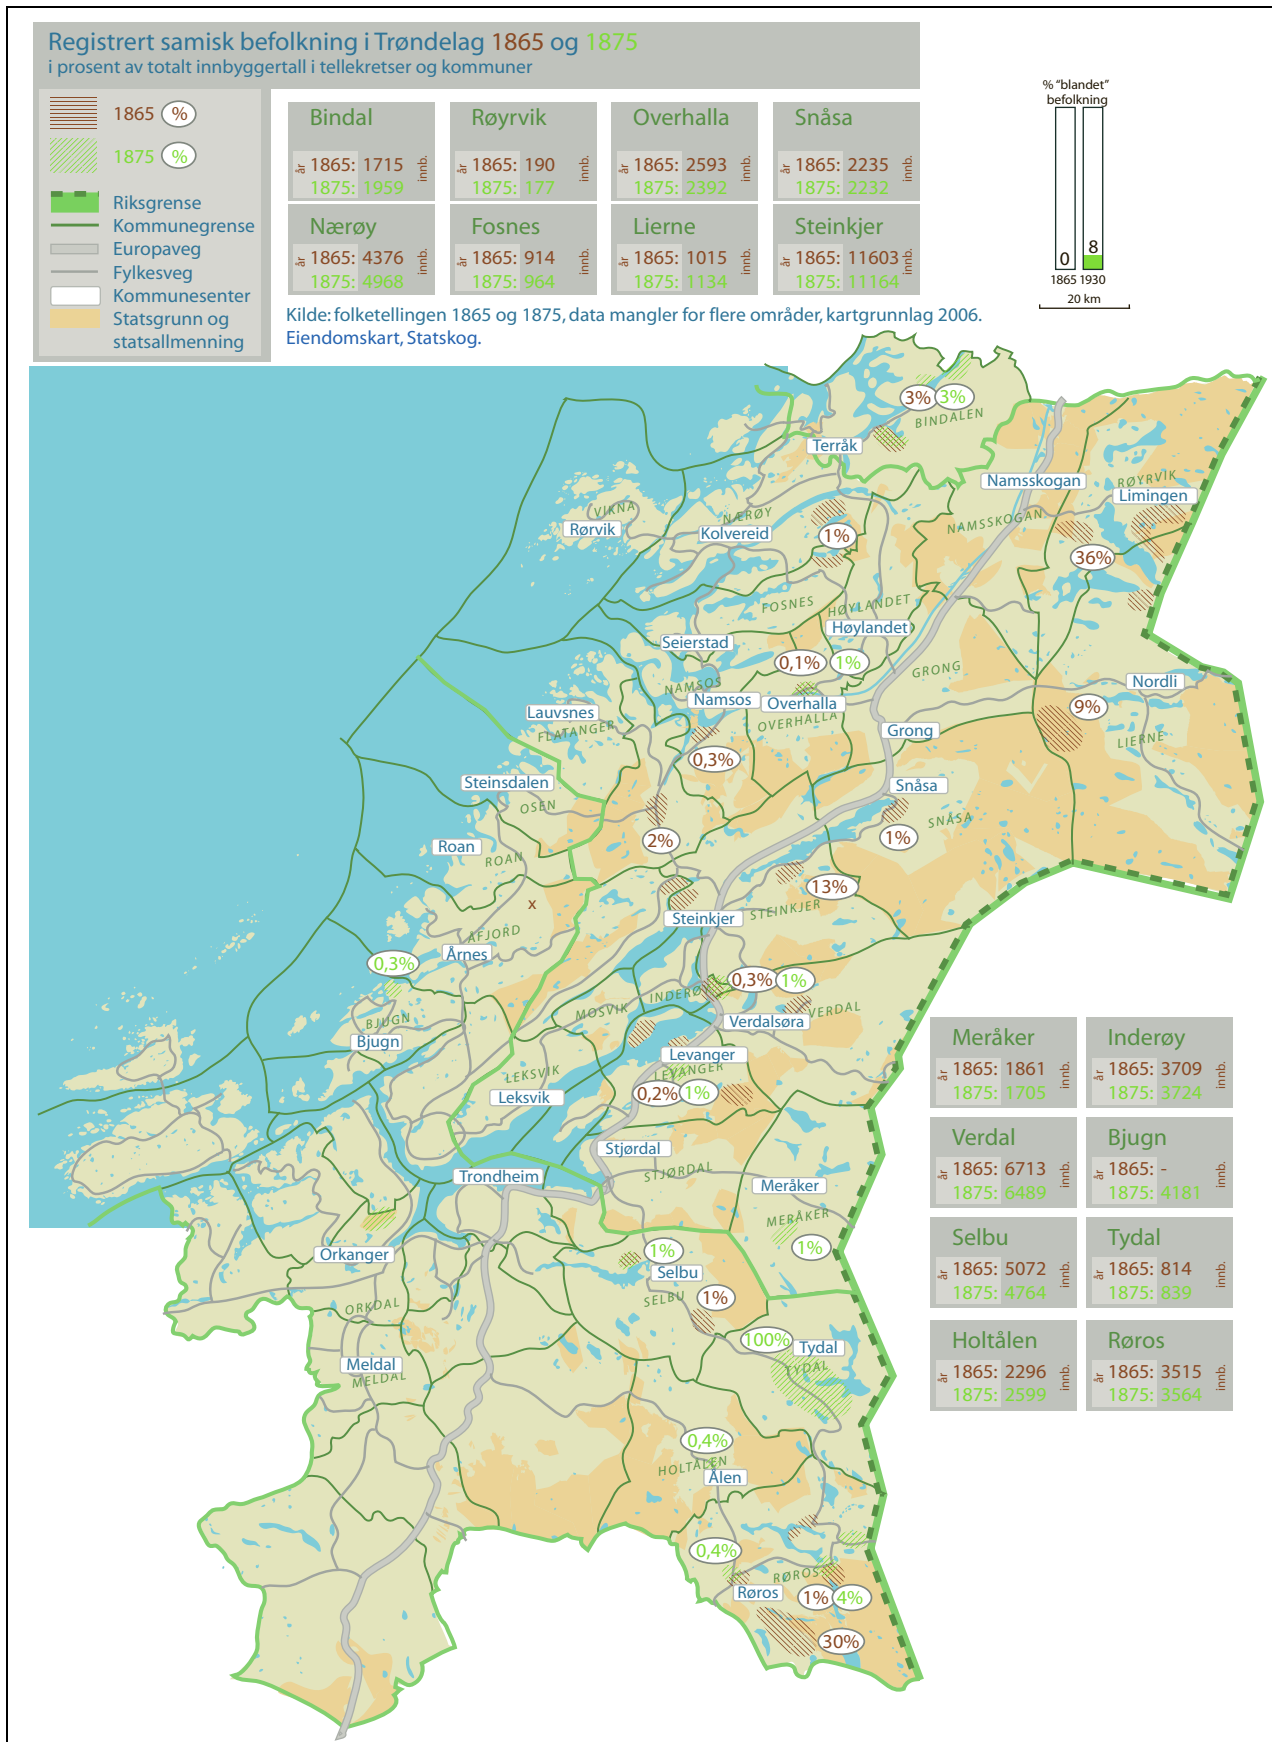 Registrert samisk befolkning i Trøndelag 1865 og 1875
i prosent av totalt innbyggertall i tellekretser og kommuner
1865 %
1875 %
Riksgrense
Kommunegrense
Europaveg
Fylkesveg
Kommunesenter
Statsgrunn og
statsallmenning
Bindal
år 1865: 1715 innb.
1875: 1959
Røyrvik
år 1865: 190 innb.
1875: 177
Overhalla
år 1865: 2593 innb.
1875: 2392
Snåsa
år 1865: 2235 innb.
1875: 2232
Nærøy
år 1865: 4376 innb.
1875: 4968
Fosnes
år 1865: 914 innb.
1875: 964
Lierne
år 1865: 1015 innb.
1875: 1134
Steinkjer
år 1865: 11603 innb.
1875: 11164
Kilde: folketellingen 1865 og 1875, data mangler for flere områder, kartgrunnlag 2006.
Eiendomskart, Statskog.
% "blandet"
befolkning
0 8
1865 1930
20 km
3% 3%
BINDALEN
Terråk
Namsskogan
RØYRVIK
Limingen
VIKNA
NÆRØY
NAMSSKOGAN
Rørvik
Kolvereid
1%
36%
FOSNES
HØYLANDET
Høylandet
Seierstad
0,1% 1%
GRONG
Nordli
NAMSOS
Namsos
Overhalla
9%
Lauvsnes
FLATANGER
OVERHALLA
Grong
LIERNE
0,3%
Steinsdalen
Snåsa
OSEN
SNÅSA
2%
1%
Roan
ROAN
13%
x
Steinkjer
STEINKJER
ÅFJORD
Årnes
0,3%
0,3% 1%
INDERØY
MOSVIK
VERDAL
BJUGN
Verdalsøra
Bjugn
Levanger
LEVANGER
LEKSVIK
0,2% 1%
Leksvik
Stjørdal
STJØRDAL
Trondheim
Meråker
MERÅKER
1%
Orkanger
1%
Selbu
SELBU
1%
ORKDAL
100%
Tydal
TYDAL
Meldal
MELDAL
0,4%
HOLTÅLEN
Ålen
0,4%
RØROS
Røros
1% 4%
30%
Meråker
år 1865: 1861 innb.
1875: 1705
Inderøy
år 1865: 3709 innb.
1875: 3724
Verdal
år 1865: 6713 innb.
1875: 6489
Bjugn
år 1865: - innb.
1875: 4181
Selbu
år 1865: 5072 innb.
1875: 4764
Tydal
år 1865: 814 innb.
1875: 839
Holtålen
år 1865: 2296 innb.
1875: 2599
Røros
år 1865: 3515 innb.
1875: 3564